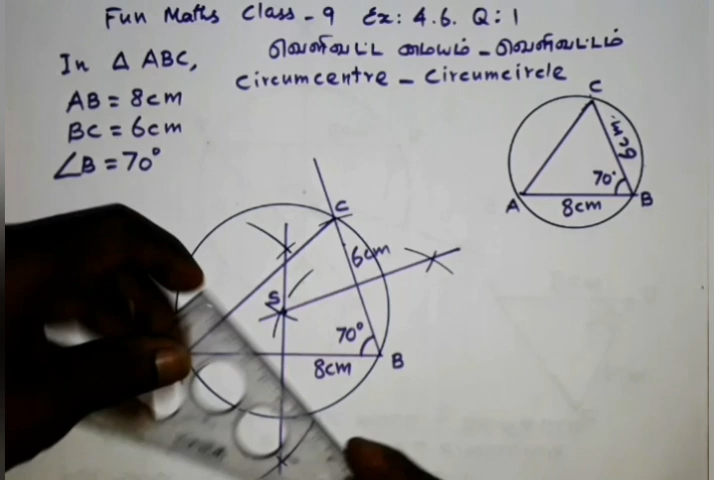 Fun Maths Class - 9 Ex: 4.6. Q: 1
வெளிவட்ட மையம் - வெளிவட்டம்
Circumcentre - Circumcircle
In Δ ABC,
AB = 8cm
BC = 6cm
∠B = 70°
C
6cm
70°
A 8cm B
C
6cm
S
70°
8cm B